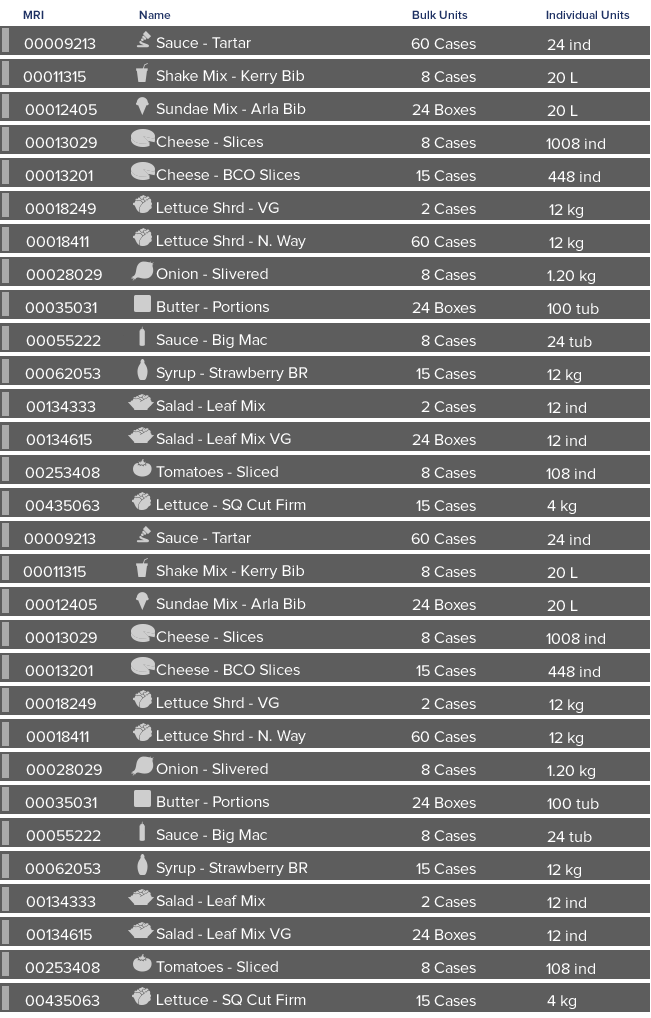 MRI Name Bulk Units Individual Units
00009213 Sauce - Tartar 60 Cases 24 ind
00011315 Shake Mix - Kerry Bib 8 Cases 20 L
00012405 Sundae Mix - Arla Bib 24 Boxes 20 L
00013029 Cheese - Slices 8 Cases 1008 ind
00013201 Cheese - BCO Slices 15 Cases 448 ind
00018249 Lettuce Shrd - VG 2 Cases 12 kg
00018411 Lettuce Shrd - N. Way 60 Cases 12 kg
00028029 Onion - Slivered 8 Cases 1.20 kg
00035031 Butter - Portions 24 Boxes 100 tub
00055222 Sauce - Big Mac 8 Cases 24 tub
00062053 Syrup - Strawberry BR 15 Cases 12 kg
00134333 Salad - Leaf Mix 2 Cases 12 ind
00134615 Salad - Leaf Mix VG 24 Boxes 12 ind
00253408 Tomatoes - Sliced 8 Cases 108 ind
00435063 Lettuce - SQ Cut Firm 15 Cases 4 kg
00009213 Sauce - Tartar 60 Cases 24 ind
00011315 Shake Mix - Kerry Bib 8 Cases 20 L
00012405 Sundae Mix - Arla Bib 24 Boxes 20 L
00013029 Cheese - Slices 8 Cases 1008 ind
00013201 Cheese - BCO Slices 15 Cases 448 ind
00018249 Lettuce Shrd - VG 2 Cases 12 kg
00018411 Lettuce Shrd - N. Way 60 Cases 12 kg
00028029 Onion - Slivered 8 Cases 1.20 kg
00035031 Butter - Portions 24 Boxes 100 tub
00055222 Sauce - Big Mac 8 Cases 24 tub
00062053 Syrup - Strawberry BR 15 Cases 12 kg
00134333 Salad - Leaf Mix 2 Cases 12 ind
00134615 Salad - Leaf Mix VG 24 Boxes 12 ind
00253408 Tomatoes - Sliced 8 Cases 108 ind
00435063 Lettuce - SQ Cut Firm 15 Cases 4 kg